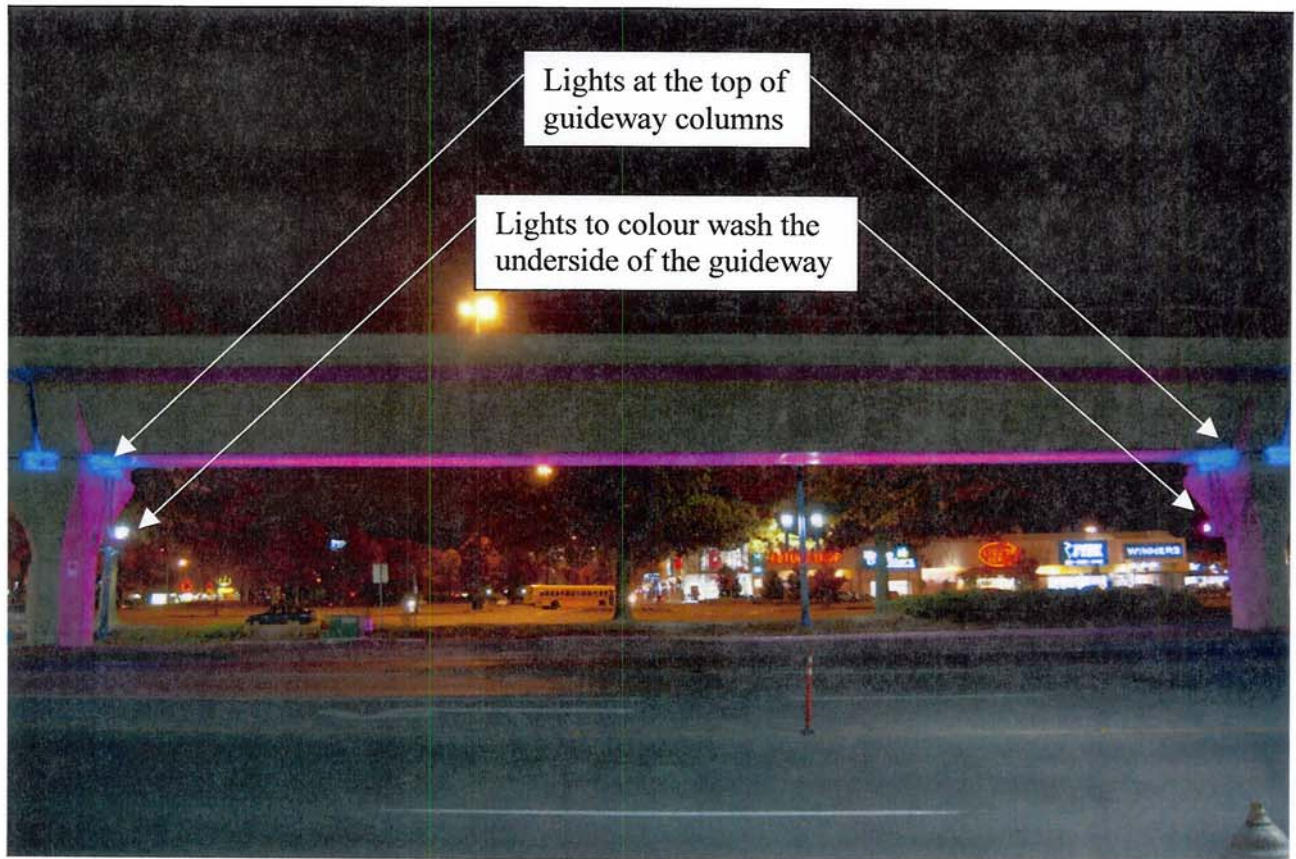 Lights at the top of
guideway columns
Lights to colour wash the
underside of the guideway
WINNERS